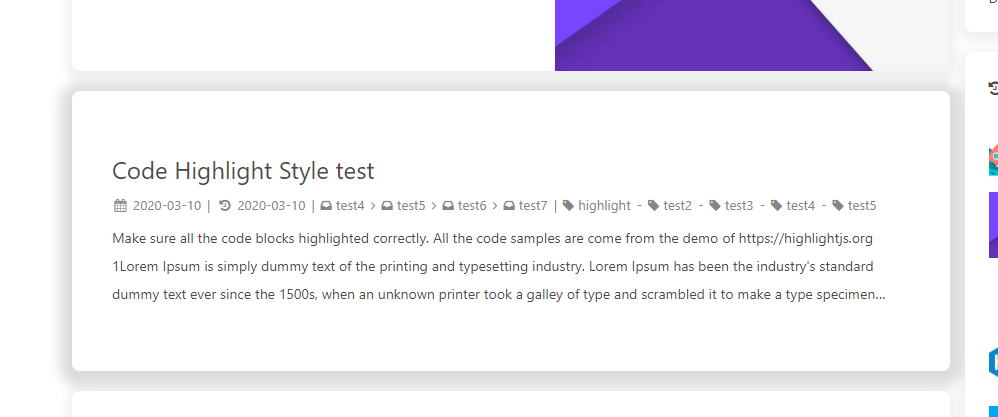 Code Highlight Style test
2020-03-10 | 2020-03-10 | test4 > test5 > test6 > test7 | highlight - test2 - test3 - test4 - test5
Make sure all the code blocks highlighted correctly. All the code samples are come from the demo of https://highlightjs.org
1Lorem Ipsum is simply dummy text of the printing and typesetting industry. Lorem Ipsum has been the industry's standard
dummy text ever since the 1500s, when an unknown printer took a galley of type and scrambled it to make a type specimen...